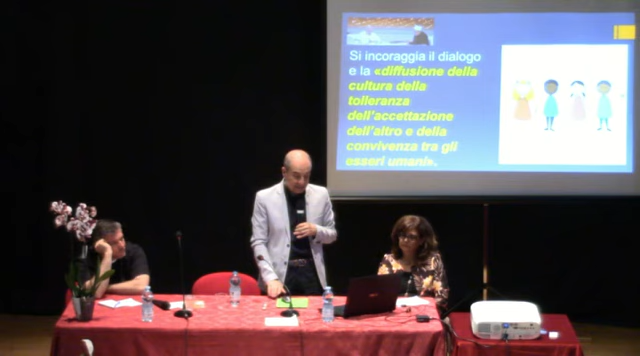 Si incoraggia il dialogo
e la «diffusione della
cultura della
tolleranza
dell'accettazione
dell'altro e della
convivenza tra gli
esseri umani».